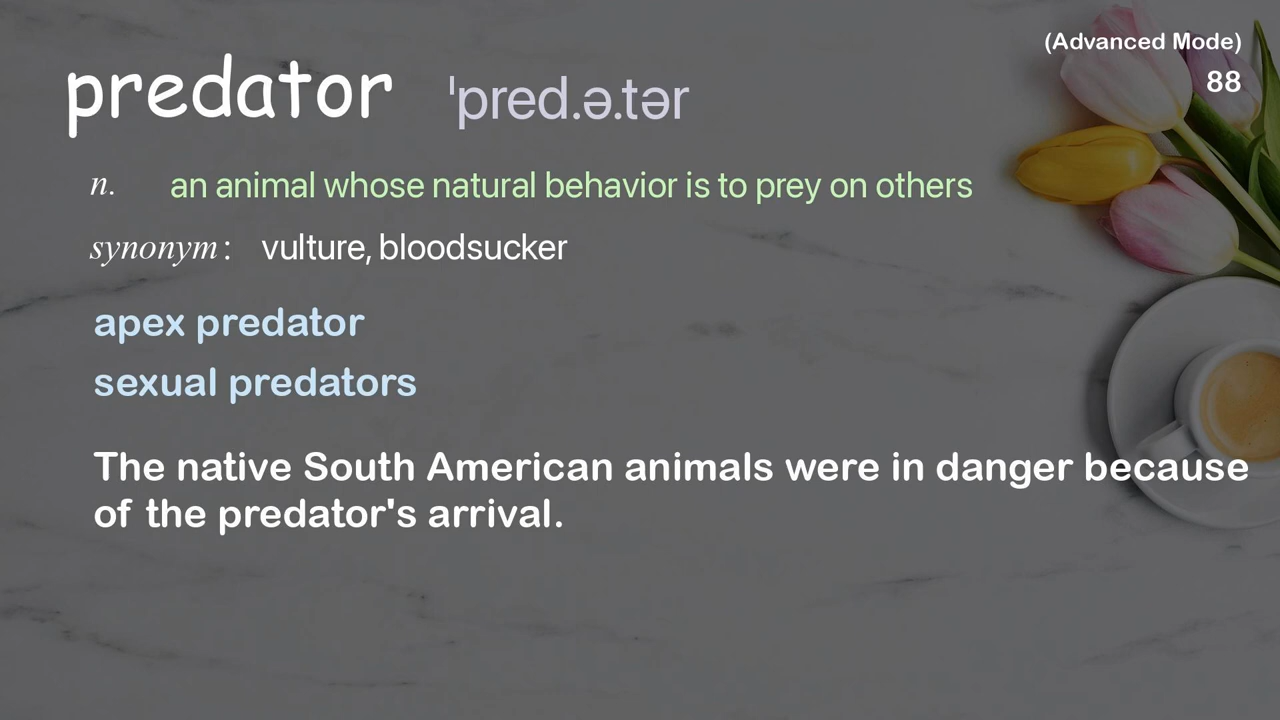 (Advanced Mode)
88
predator ˈpred.ə.tər
n. an animal whose natural behavior is to prey on others
synonym: vulture, bloodsucker
apex predator
sexual predators
The native South American animals were in danger because
of the predator's arrival.